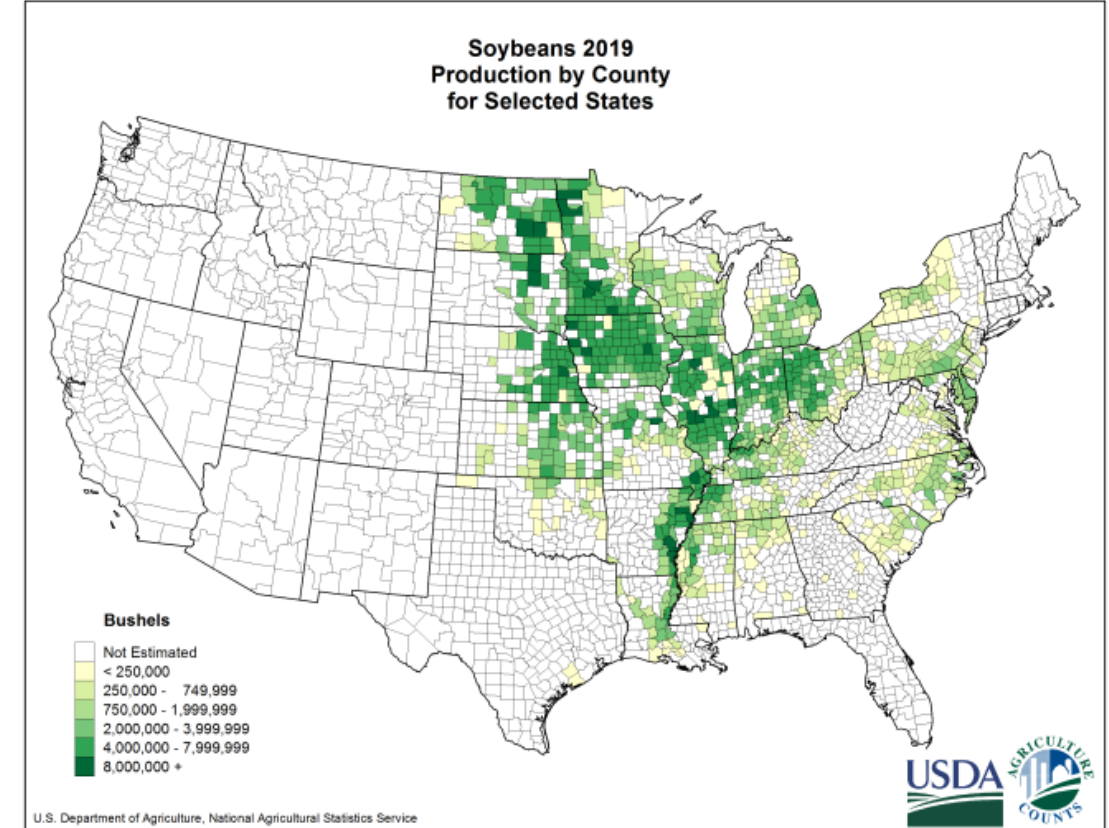 Soybeans 2019
Production by County
for Selected States
Bushels
Not Estimated
< 250,000
250,000 - 749,999
750,000 - 1,999,999
2,000,000 - 3,999,999
4,000,000 - 7,999,999
8,000,000 +
USDA
AGRICULTURE
COUNTS
U.S. Department of Agriculture, National Agricultural Statistics Service